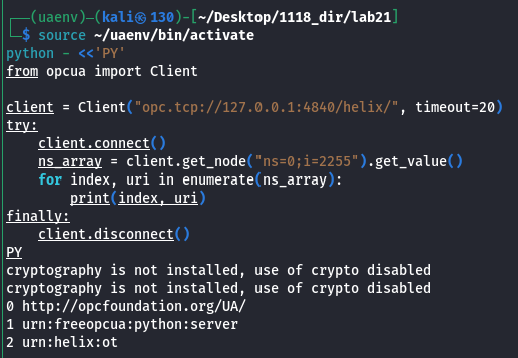 ┌──(uaenv)─(kali㉿130)-[~/Desktop/1118_dir/lab21]
└─$ source ~/uaenv/bin/activate
python - <<'PY'
from opcua import Client

client = Client("opc.tcp://127.0.0.1:4840/helix/", timeout=20)
try:
    client.connect()
    ns_array = client.get_node("ns=0;i=2255").get_value()
    for index, uri in enumerate(ns_array):
        print(index, uri)
finally:
    client.disconnect()
PY
cryptography is not installed, use of crypto disabled
cryptography is not installed, use of crypto disabled
0 http://opcfoundation.org/UA/
1 urn:freeopcua:python:server
2 urn:helix:ot